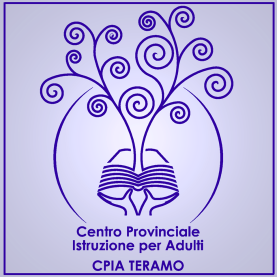 Centro Provinciale
Istruzione per Adulti
CPIA TERAMO